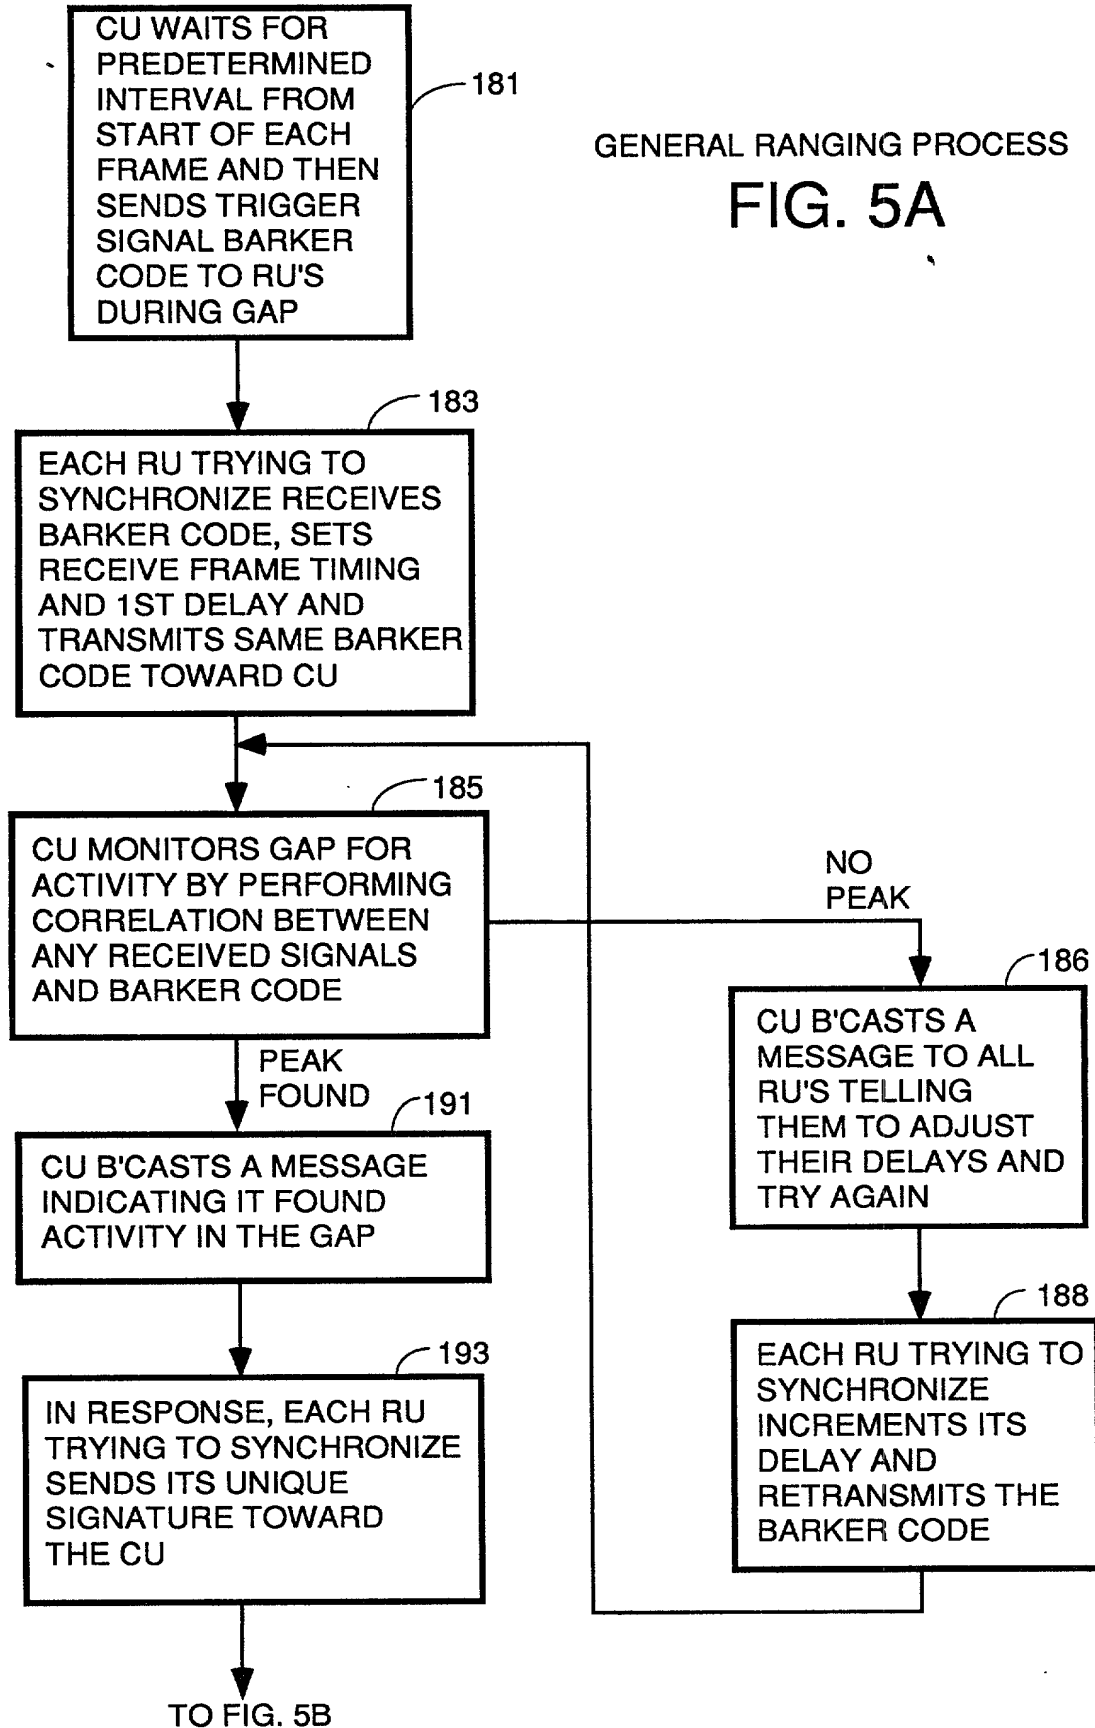 CU WAITS FOR
PREDETERMINED
INTERVAL FROM
START OF EACH
FRAME AND THEN
SENDS TRIGGER
SIGNAL BARKER
CODE TO RU'S
DURING GAP
181
GENERAL RANGING PROCESS
FIG. 5A
183
EACH RU TRYING TO
SYNCHRONIZE RECEIVES
BARKER CODE, SETS
RECEIVE FRAME TIMING
AND 1ST DELAY AND
TRANSMITS SAME BARKER
CODE TOWARD CU
185
CU MONITORS GAP FOR
ACTIVITY BY PERFORMING
CORRELATION BETWEEN
ANY RECEIVED SIGNALS
AND BARKER CODE
NO
PEAK
186
CU B'CASTS A
MESSAGE TO ALL
RU'S TELLING
THEM TO ADJUST
THEIR DELAYS AND
TRY AGAIN
188
EACH RU TRYING TO
SYNCHRONIZE
INCREMENTS ITS
DELAY AND
RETRANSMITS THE
BARKER CODE
PEAK
FOUND
191
CU B'CASTS A MESSAGE
INDICATING IT FOUND
ACTIVITY IN THE GAP
193
IN RESPONSE, EACH RU
TRYING TO SYNCHRONIZE
SENDS ITS UNIQUE
SIGNATURE TOWARD
THE CU
TO FIG. 5B